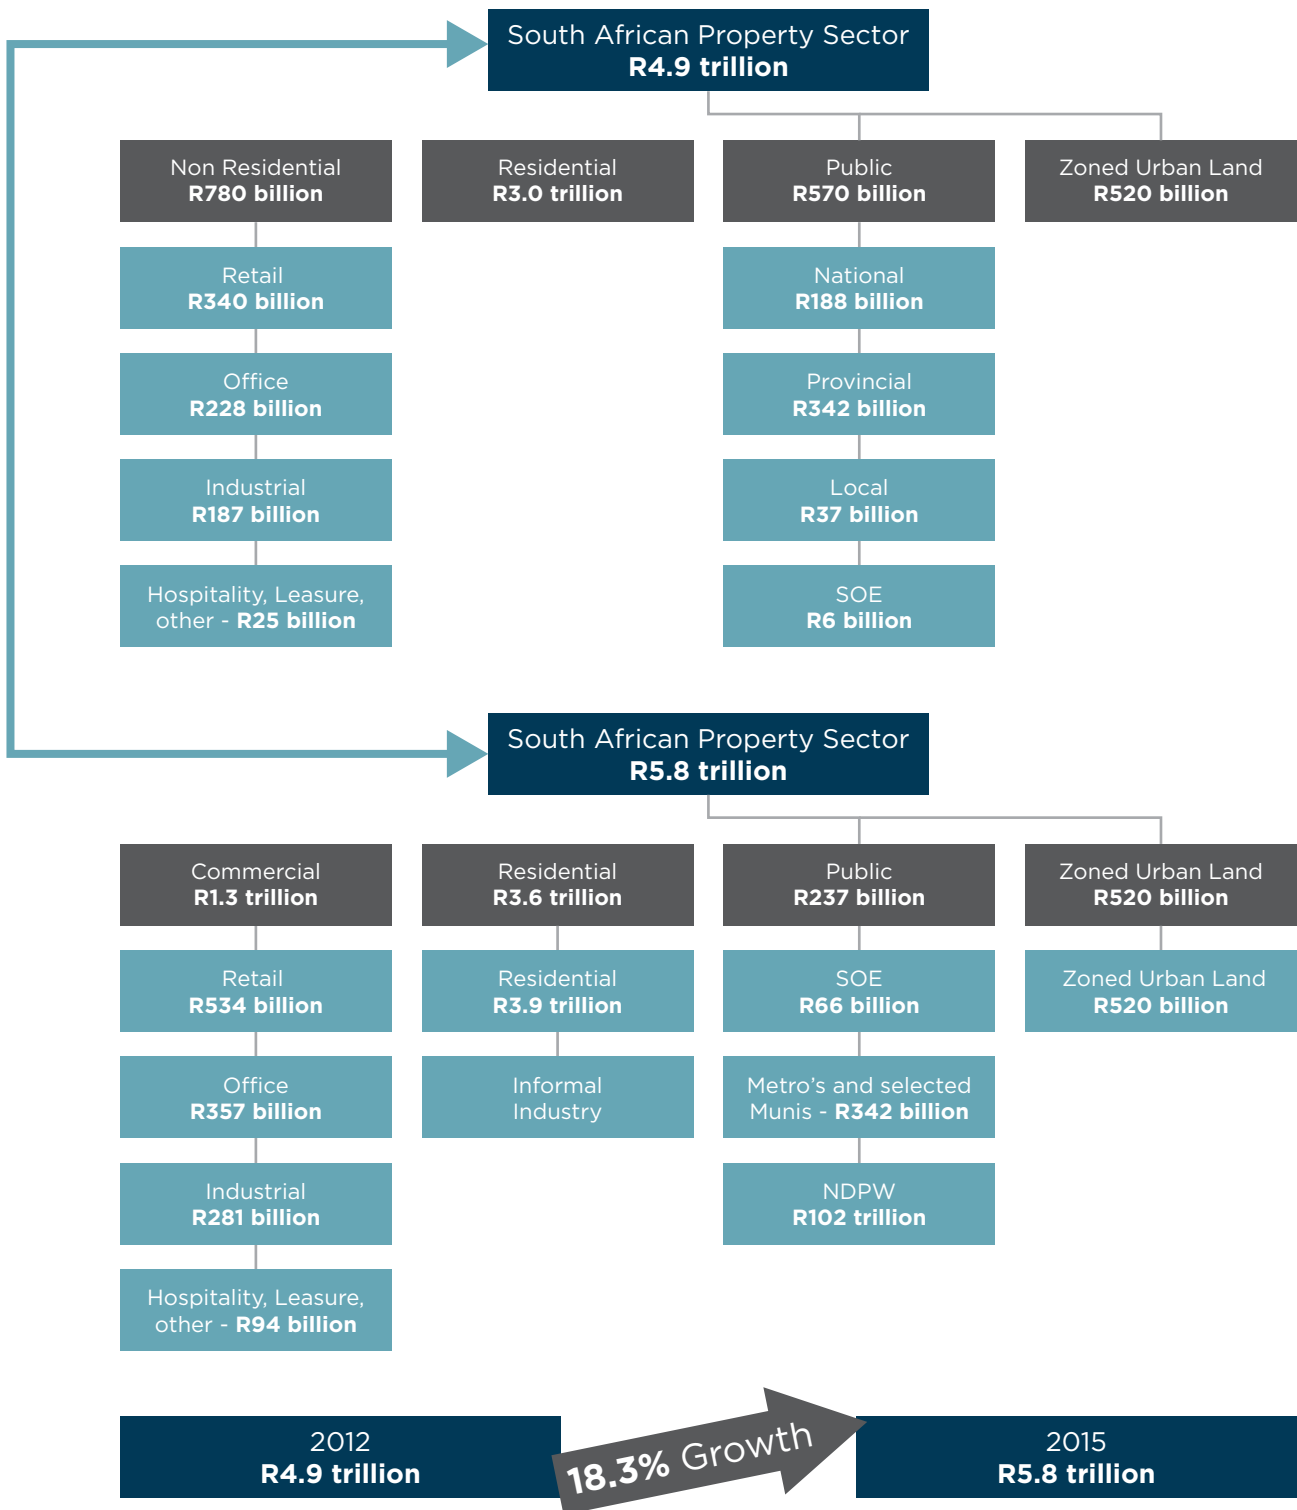 South African Property Sector
R4.9 trillion
Non Residential
R780 billion
Residential
R3.0 trillion
Public
R570 billion
Zoned Urban Land
R520 billion
Retail
R340 billion
National
R188 billion
Office
R228 billion
Provincial
R342 billion
Industrial
R187 billion
Local
R37 billion
Hospitality, Leasure,
other - R25 billion
SOE
R6 billion
South African Property Sector
R5.8 trillion
Commercial
R1.3 trillion
Residential
R3.6 trillion
Public
R237 billion
Zoned Urban Land
R520 billion
Retail
R534 billion
Residential
R3.9 trillion
SOE
R66 billion
Zoned Urban Land
R520 billion
Office
R357 billion
Informal
Industry
Metro's and selected
Munis - R342 billion
Industrial
R281 billion
NDPW
R102 trillion
Hospitality, Leasure,
other - R94 billion
2012
R4.9 trillion
18.3% Growth
2015
R5.8 trillion